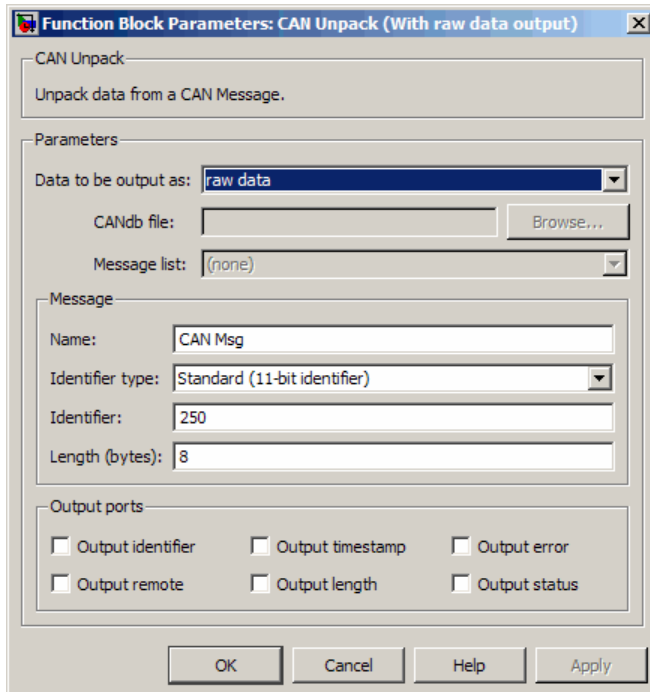 Function Block Parameters: CAN Unpack (With raw data output)
CAN Unpack
Unpack data from a CAN Message.
Parameters
Data to be output as: raw data
CANdb file: Browse...
Message list: (none)
Message
Name: CAN Msg
Identifier type: Standard (11-bit identifier)
Identifier: 250
Length (bytes): 8
Output ports
Output identifier Output timestamp Output error
Output remote Output length Output status
OK Cancel Help Apply